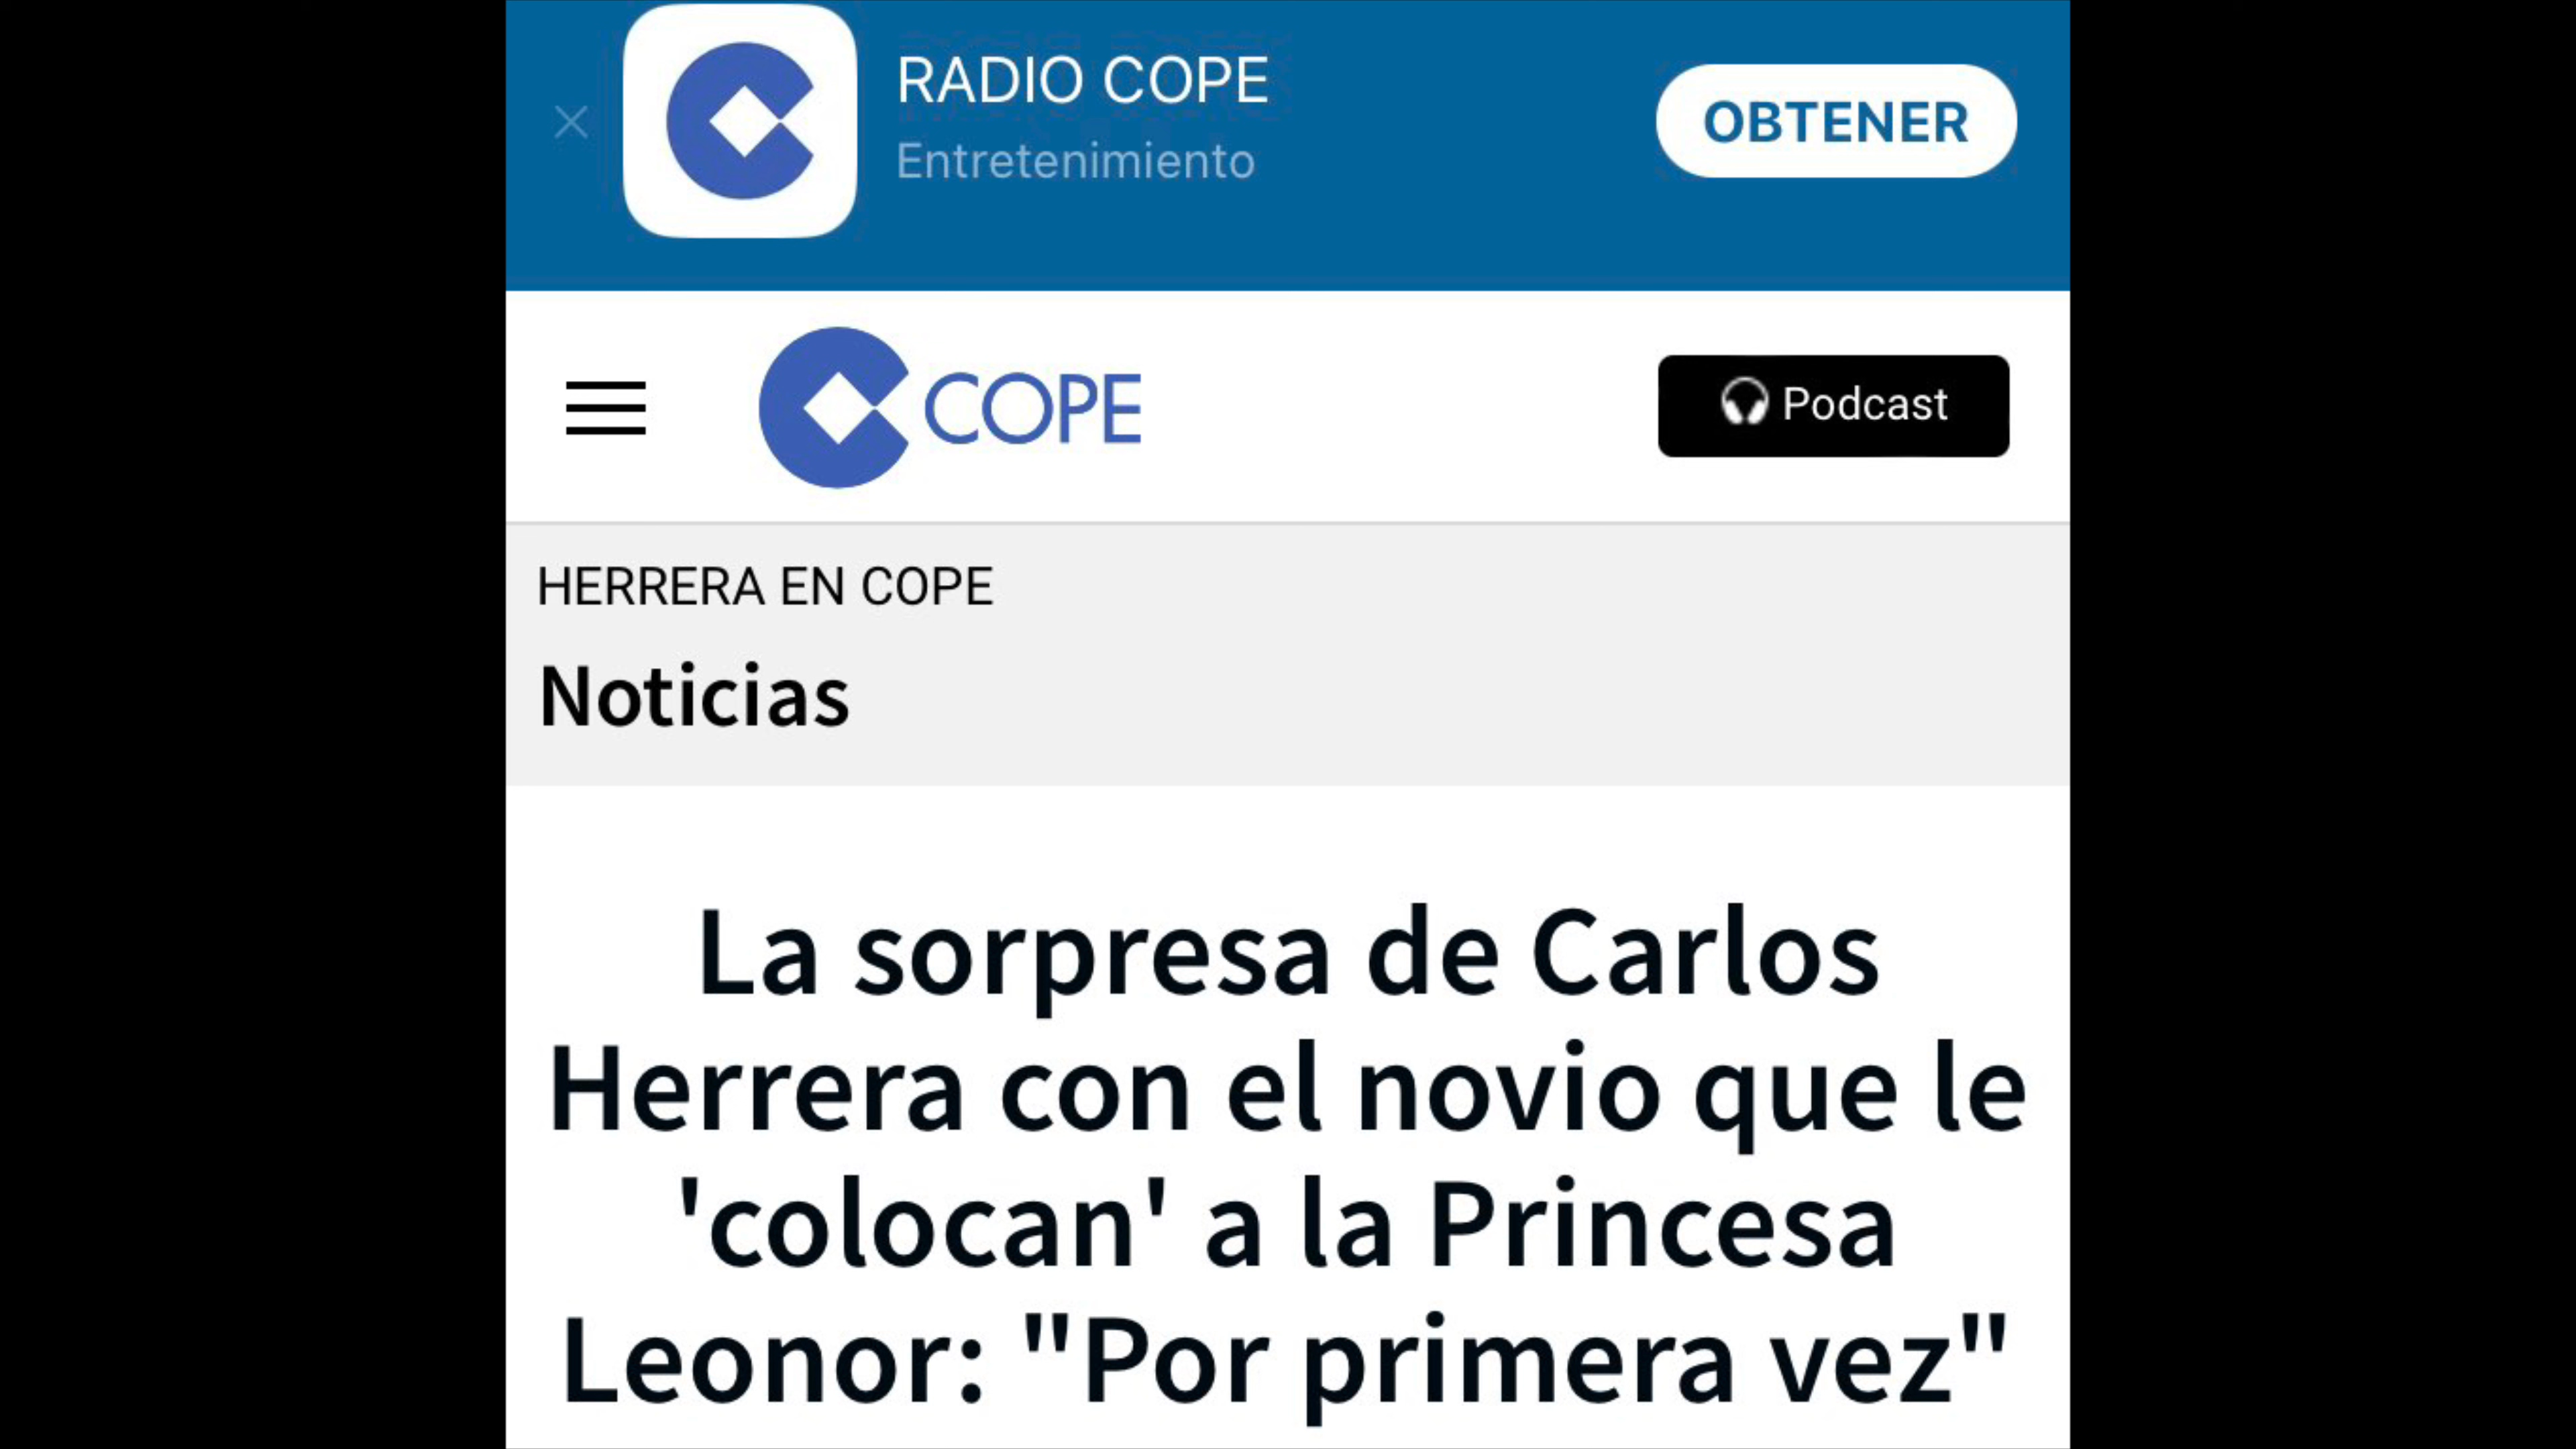 RADIO COPE
Entretenimiento
OBTENER
COPE
Podcast
HERRERA EN COPE
Noticias
La sorpresa de Carlos
Herrera con el novio que le
'colocan' a la Princesa
Leonor: "Por primera vez"